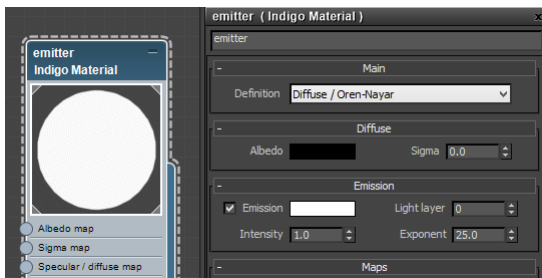 emitter
Indigo Material
Albedo map
Sigma map
Specular / diffuse map
emitter ( Indigo Material )
x
emitter
- Main
Definition Diffuse / Oren-Nayar
- Diffuse
Albedo Sigma 0.0
- Emission
Emission Light layer 0
Intensity 1.0 Exponent 25.0
- Maps